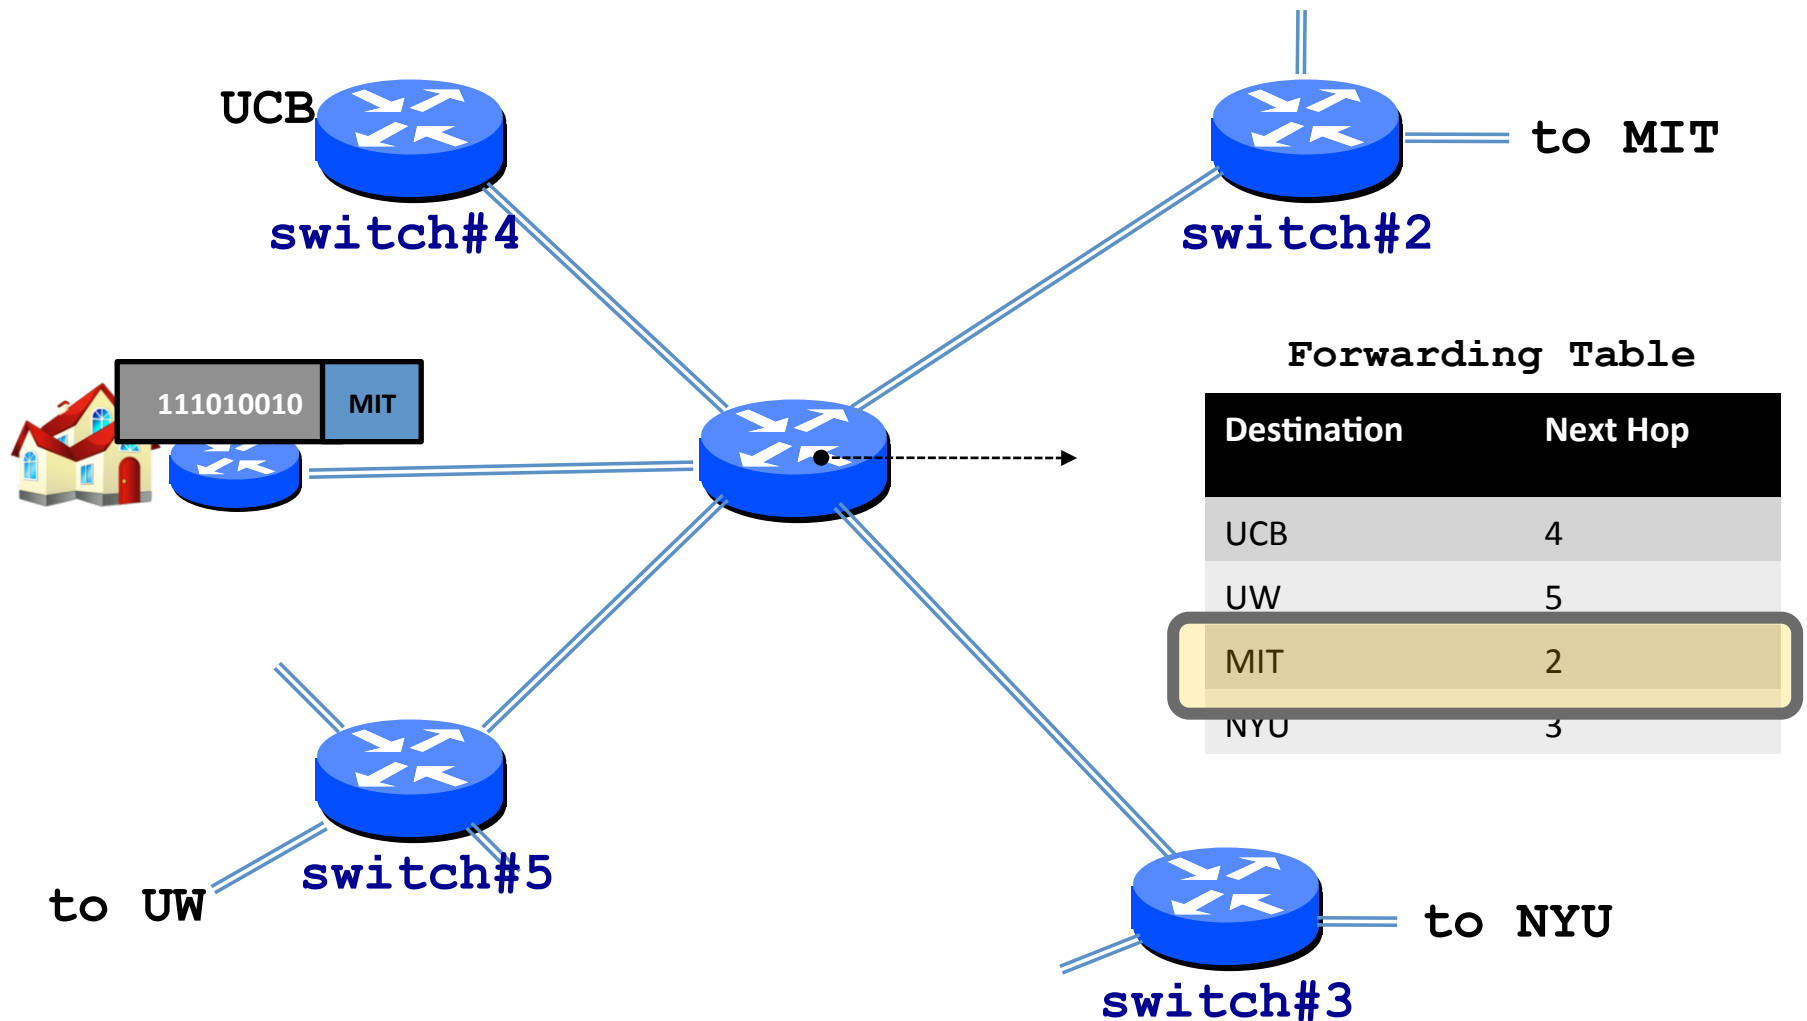 UCB
switch#4
to MIT
switch#2
111010010 MIT
Forwarding Table
Destination Next Hop
UCB 4
UW 5
MIT 2
NYU 3
switch#5
to UW
to NYU
switch#3